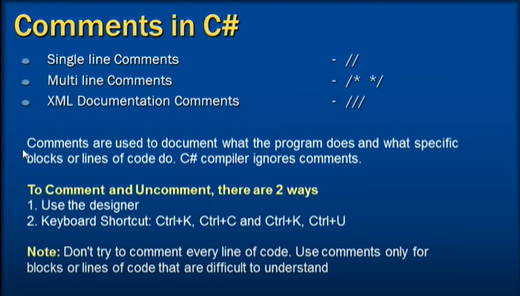 Comments in C#
Single line Comments - //
Multi line Comments - /* */
XML Documentation Comments - ///
Comments are used to document what the program does and what specific
blocks or lines of code do. C# compiler ignores comments.
To Comment and Uncomment, there are 2 ways
1. Use the designer
2. Keyboard Shortcut: Ctrl+K, Ctrl+C and Ctrl+K, Ctrl+U
Note: Don't try to comment every line of code. Use comments only for
blocks or lines of code that are difficult to understand